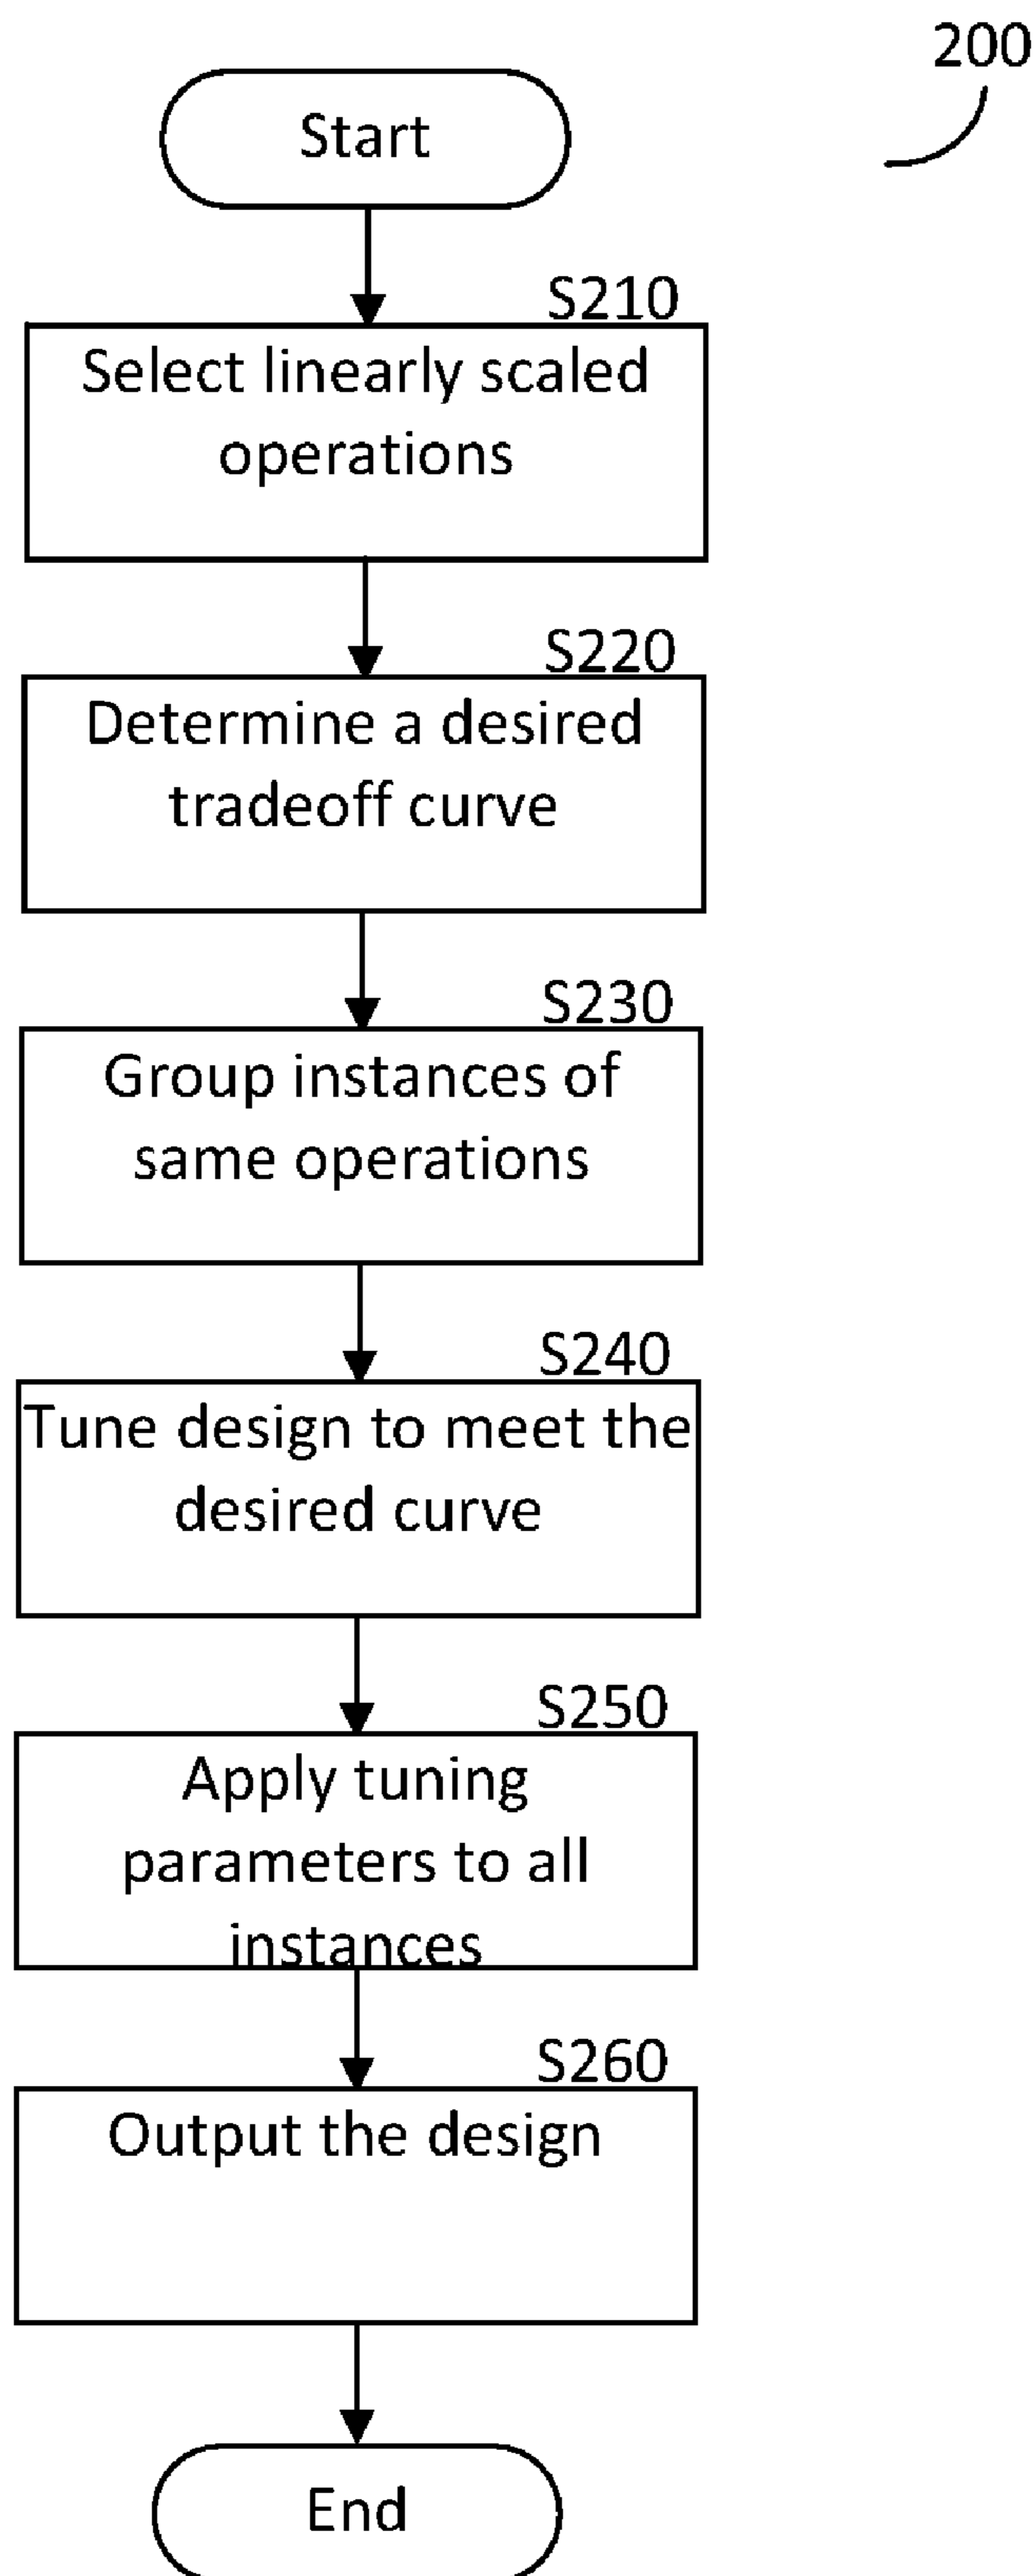 200
Start
S210
Select linearly scaled
operations
S220
Determine a desired
tradeoff curve
S230
Group instances of
same operations
S240
Tune design to meet the
desired curve
S250
Apply tuning
parameters to all
instances
S260
Output the design
End